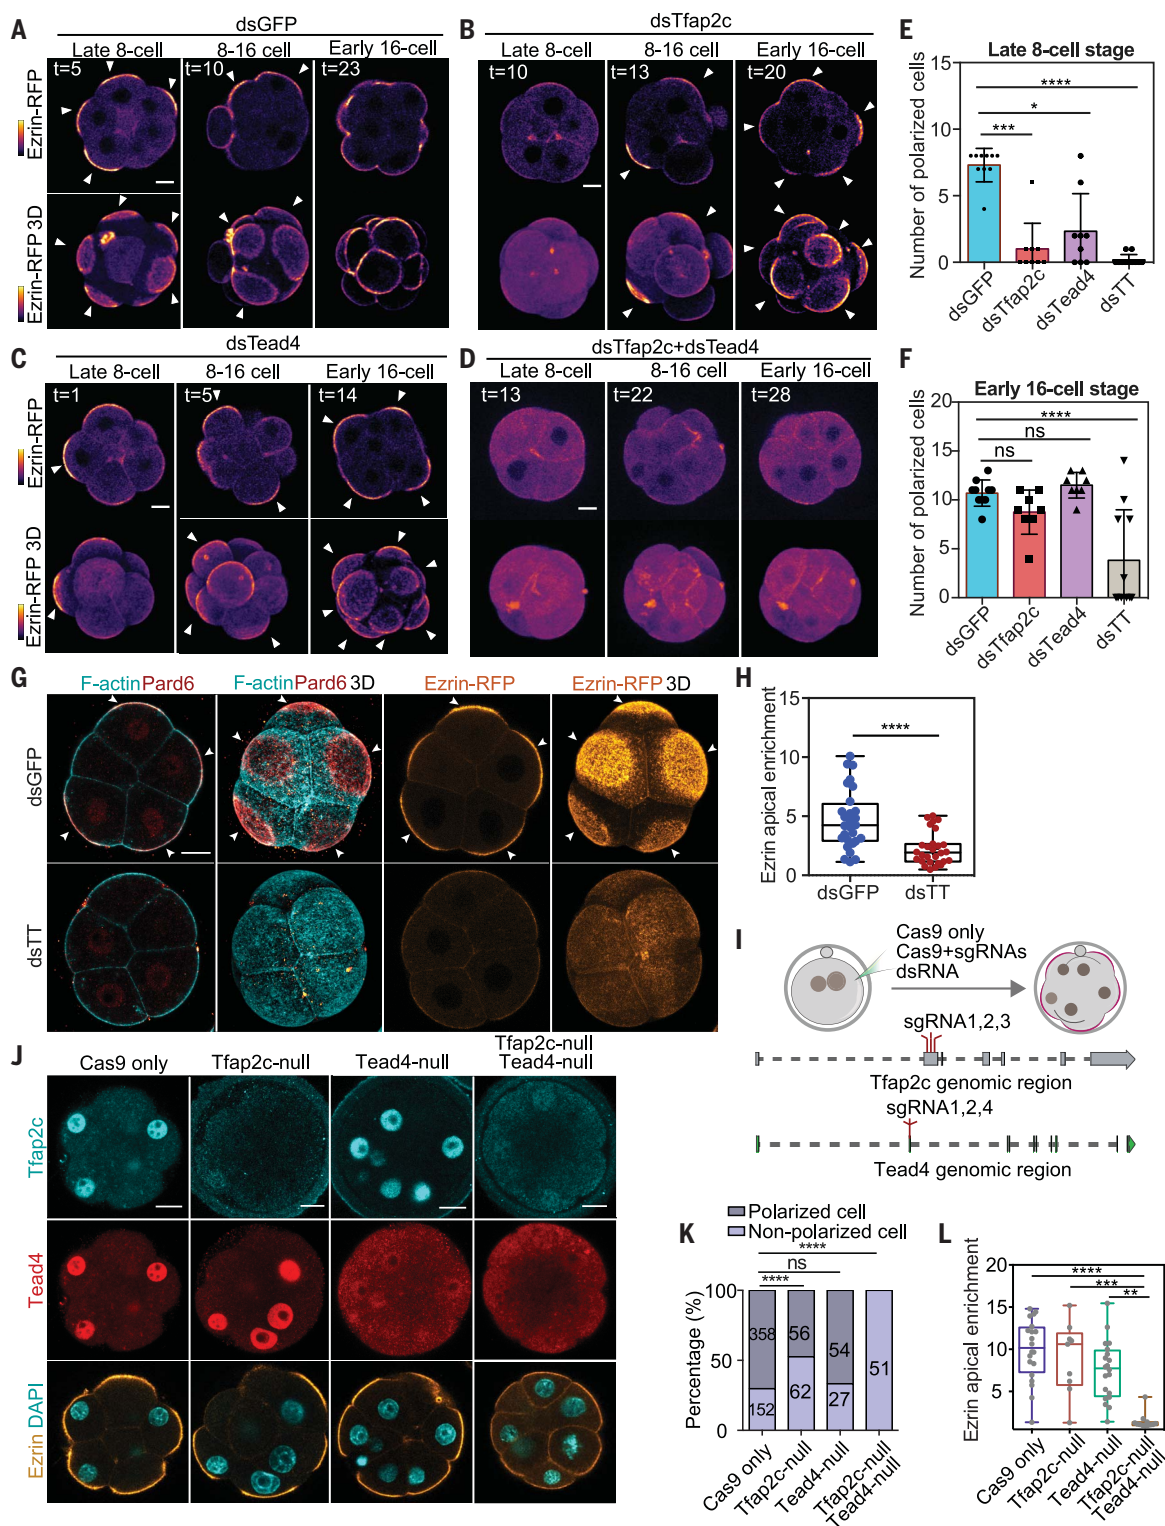 A
dsGFP
Late 8-cell
8-16 cell
Early 16-cell
t=5
t=10
t=23
Ezrin-RFP
Ezrin-RFP 3D
B
dsTfap2c
Late 8-cell
8-16 cell
Early 16-cell
t=10
t=13
t=20
C
dsTead4
Late 8-cell
8-16 cell
Early 16-cell
t=1
t=5
t=14
Ezrin-RFP
Ezrin-RFP 3D
D
dsTfap2c+dsTead4
Late 8-cell
8-16 cell
Early 16-cell
t=13
t=22
t=28
E
Late 8-cell stage
Number of polarized cells
15
10
5
0
****
*
***
dsGFP
dsTfap2c
dsTead4
dsTT
F
Early 16-cell stage
Number of polarized cells
20
15
10
5
0
****
ns
ns
dsGFP
dsTfap2c
dsTead4
dsTT
G
F-actin Pard6
F-actin Pard6 3D
Ezrin-RFP
Ezrin-RFP 3D
dsGFP
dsTT
H
Ezrin apical enrichment
15
10
5
0
****
dsGFP
dsTT
I
Cas9 only
Cas9+sgRNAs
dsRNA
sgRNA1,2,3
Tfap2c genomic region
sgRNA1,2,4
Tead4 genomic region
J
Cas9 only
Tfap2c-null
Tead4-null
Tfap2c-null
Tead4-null
Tfap2c
Tead4
Ezrin DAPI
K
Polarized cell
Non-polarized cell
****
ns
****
Percentage (%)
100
50
0
358
152
56
62
54
27
51
Cas9 only
Tfap2c-null
Tead4-null
Tfap2c-null
Tead4-null
L
Ezrin apical enrichment
20
15
10
5
****
***
**
Cas9 only
Tfap2c-null
Tead4-null
Tfap2c-null
Tead4-null